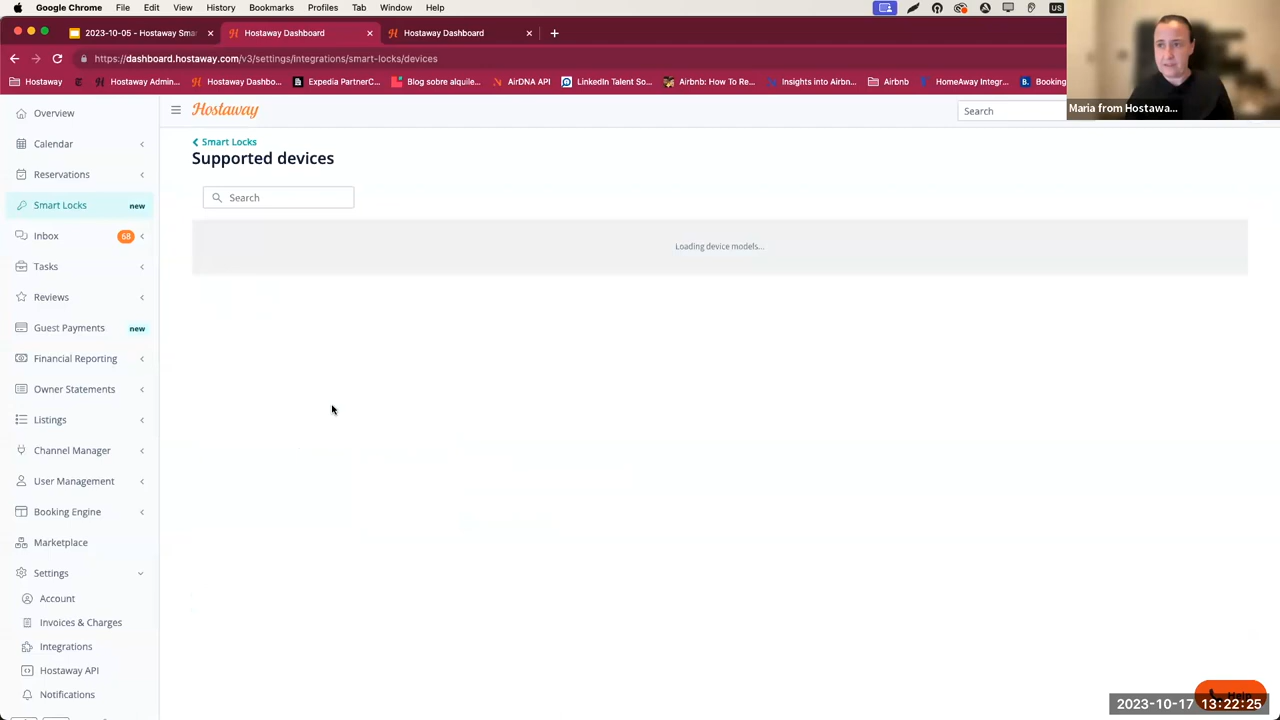 Google Chrome File Edit View History Bookmarks Profiles Tab Window Help US
2023-10-05 - Hostaway Sma × Hostaway Dashboard × Hostaway Dashboard × +
https://dashboard.hostaway.com/v3/settings/integrations/smart-locks/devices
Hostaway Hostaway Admin... Hostaway Dashbo... Expedia PartnerC... Blog sobre alquile... AirDNA API LinkedIn Talent So... Airbnb: How To Re... Insights into Airbn... Airbnb HomeAway Integr... Booking
Maria from Hostawa...
Hostaway
Search
Overview
Calendar
Reservations
Smart Locks new
Inbox 68
Tasks
Reviews
Guest Payments new
Financial Reporting
Owner Statements
Listings
Channel Manager
User Management
Booking Engine
Marketplace
Settings
Account
Invoices & Charges
Integrations
Hostaway API
Notifications
Smart Locks
Supported devices
Search
Loading device models...
Help
2023-10-17 13:22:25